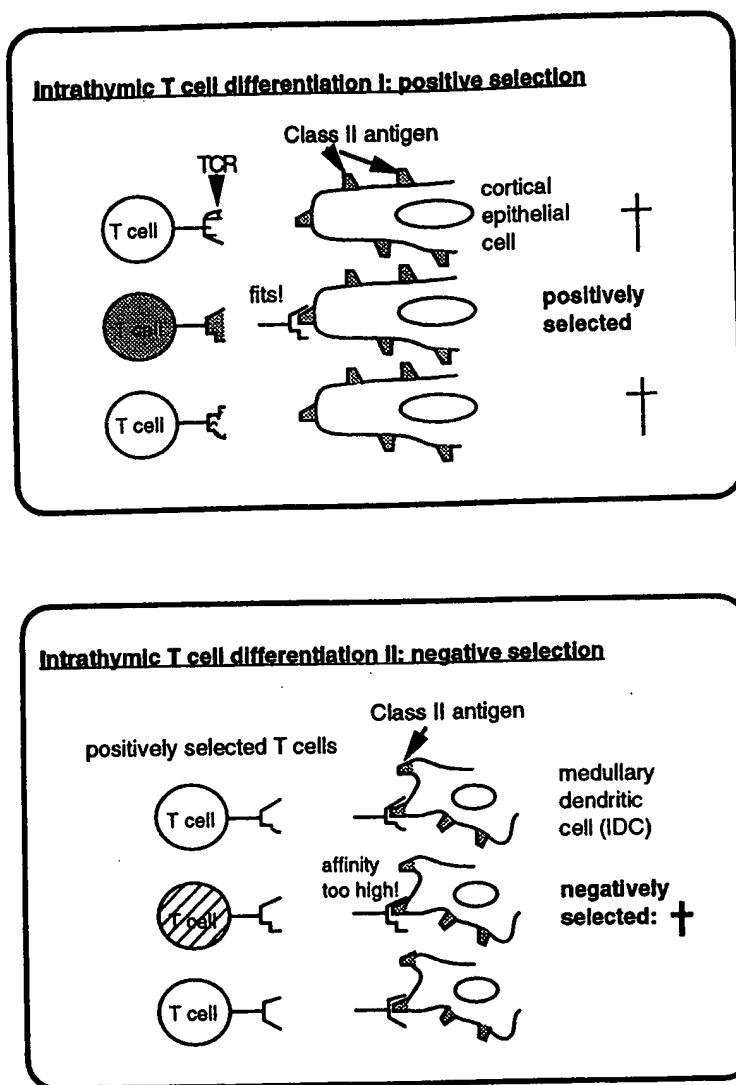 Intrathymic T cell differentiation I: positive selection
Class II antigen
TCR
T cell
cortical
epithelial
cell
T cell
fits!
positively
selected
T cell
Intrathymic T cell differentiation II: negative selection
Class II antigen
positively selected T cells
T cell
medullary
dendritic
cell (IDC)
T cell
affinity
too high!
negatively
selected:
T cell